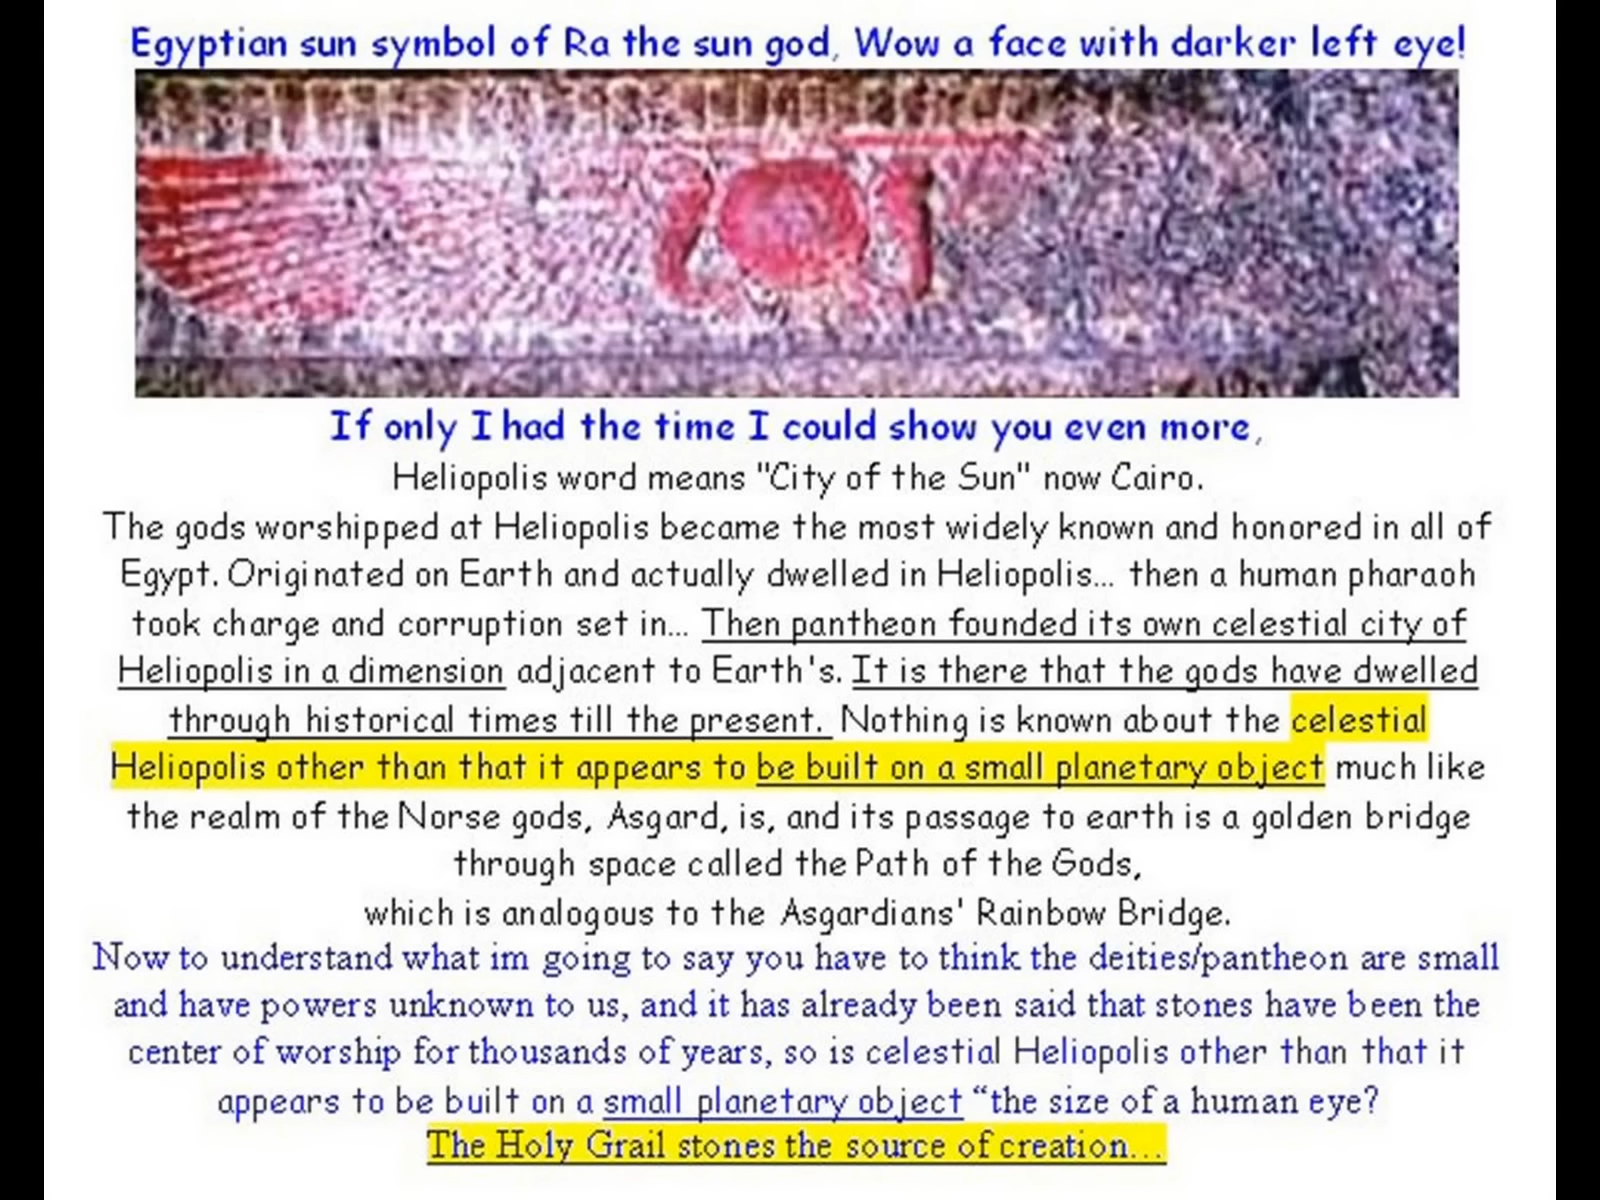 Egyptian sun symbol of Ra the sun god, Wow a face with darker left eye!
If only I had the time I could show you even more,
Heliopolis word means "City of the Sun" now Cairo.
The gods worshipped at Heliopolis became the most widely known and honored in all of
Egypt. Originated on Earth and actually dwelled in Heliopolis... then a human pharaoh
took charge and corruption set in... Then pantheon founded its own celestial city of
Heliopolis in a dimension adjacent to Earth's. It is there that the gods have dwelled
through historical times till the present. Nothing is known about the celestial
Heliopolis other than that it appears to be built on a small planetary object much like
the realm of the Norse gods, Asgard, is, and its passage to earth is a golden bridge
through space called the Path of the Gods,
which is analogous to the Asgardians' Rainbow Bridge.
Now to understand what im going to say you have to think the deities/pantheon are small
and have powers unknown to us, and it has already been said that stones have been the
center of worship for thousands of years, so is celestial Heliopolis other than that it
appears to be built on a small planetary object “the size of a human eye?
The Holy Grail stones the source of creation...